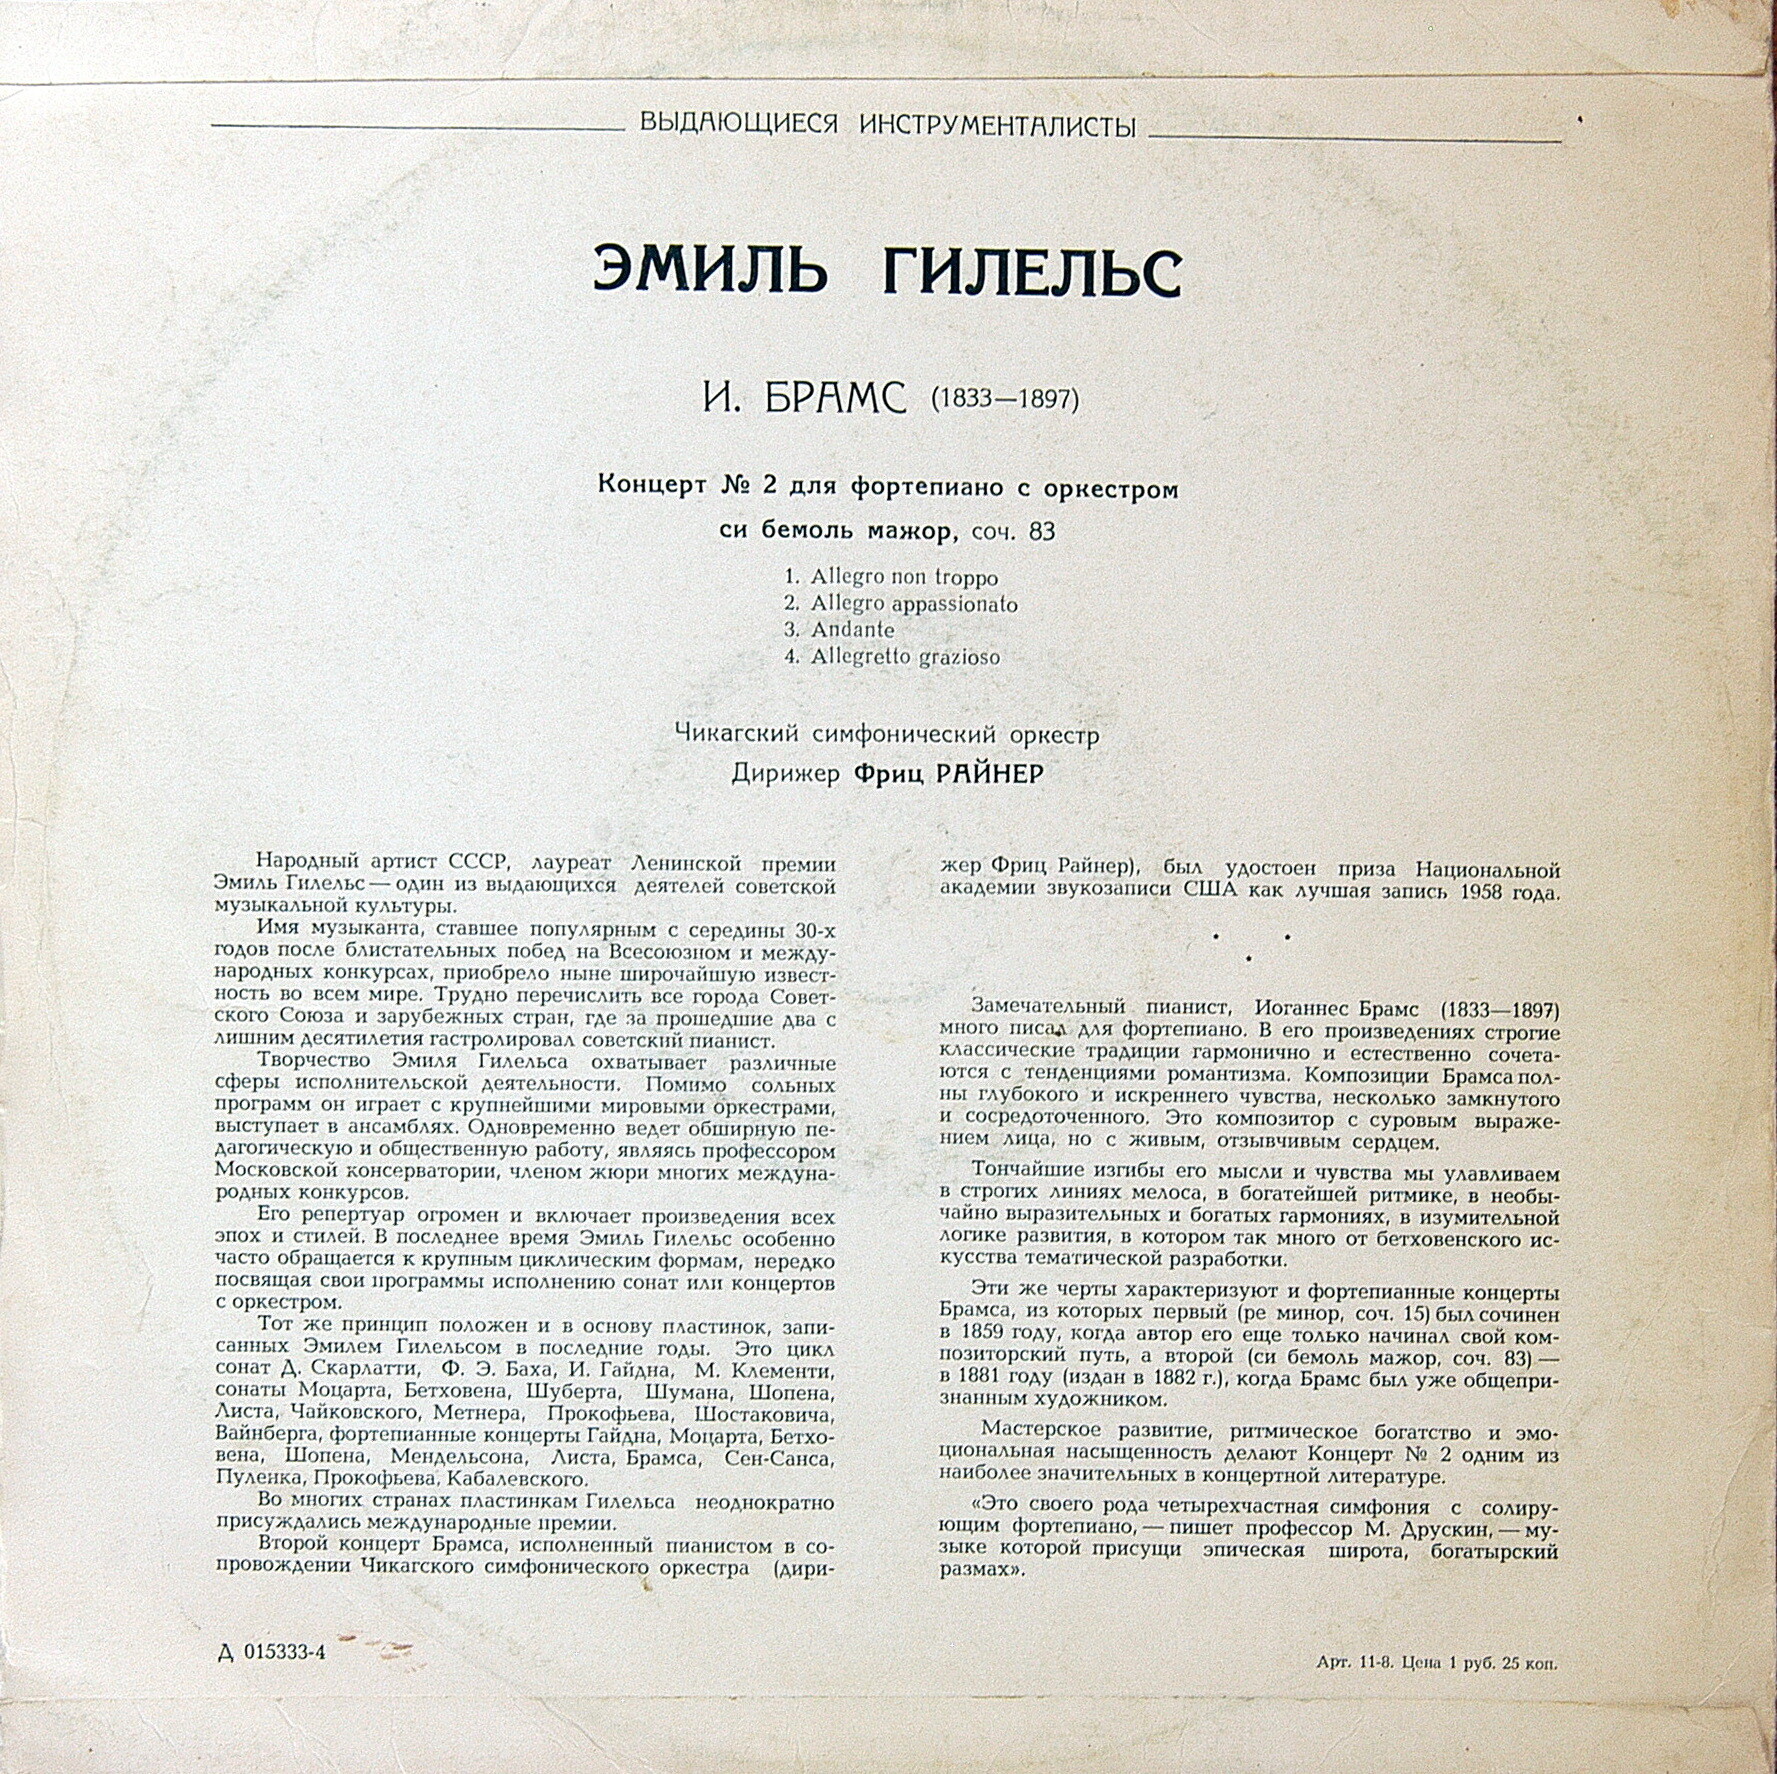 ВЫДАЮЩИЕСЯ ИНСТРУМЕНТАЛИСТЫ
ЭМИЛЬ ГИЛЕЛЬС
И. БРАМС (1833—1897)
Концерт № 2 для фортепиано с оркестром
си бемоль мажор, соч. 83
1. Allegro non troppo
2. Allegro appassionato
3. Andante
4. Allegretto grazioso
Чикагский симфонический оркестр
Дирижер Фриц РАЙНЕР
Народный артист СССР, лауреат Ленинской премии
Эмиль Гилельс — один из выдающихся деятелей советской
музыкальной культуры.
Имя музыканта, ставшее популярным с середины 30-х
годов после блистательных побед на Всесоюзном и между-
народных конкурсах, приобрело ныне широчайшую извест-
ность во всем мире. Трудно перечислить все города Совет-
ского Союза и зарубежных стран, где за прошедшие два с
лишним десятилетия гастролировал советский пианист.
Творчество Эмиля Гилельса охватывает различные
сферы исполнительской деятельности. Помимо сольных
программ он играет с крупнейшими мировыми оркестрами,
выступает в ансамблях. Одновременно ведет обширную пе-
дагогическую и общественную работу, являясь профессором
Московской консерватории, членом жюри многих междуна-
родных конкурсов.
Его репертуар огромен и включает произведения всех
эпох и стилей. В последнее время Эмиль Гилельс особенно
часто обращается к крупным циклическим формам, нередко
посвящая свои программы исполнению сонат или концертов
с оркестром.
Тот же принцип положен и в основу пластинок, запи-
санных Эмилем Гилельсом в последние годы. Это цикл
сонат Д. Скарлатти, Ф. Э. Баха, И. Гайдна, М. Клементи,
сонаты Моцарта, Бетховена, Шуберта, Шумана, Шопена,
Листа, Чайковского, Метнера, Прокофьева, Шостаковича,
Вайнберга, фортепианные концерты Гайдна, Моцарта, Бетхо-
вена, Шопена, Мендельсона, Листа, Брамса, Сен-Санса,
Пуленка, Прокофьева, Кабалевского.
Во многих странах пластинкам Гилельса неоднократно
присуждались международные премии.
Второй концерт Брамса, исполненный пианистом в со-
провождении Чикагского симфонического оркестра (дири-
жер Фриц Райнер), был удостоен приза Национальной
академии звукозаписи США как лучшая запись 1958 года.
Замечательный пианист, Иоганнес Брамс (1833—1897)
много писал для фортепиано. В его произведениях строгие
классические традиции гармонично и естественно сочета-
ются с тенденциями романтизма. Композиции Брамса пол-
ны глубокого и искреннего чувства, несколько замкнутого
и сосредоточенного. Это композитор с суровым выраже-
нием лица, но с живым, отзывчивым сердцем.
Тончайшие изгибы его мысли и чувства мы улавливаем
в строгих линиях мелоса, в богатейшей ритмике, в необы-
чайно выразительных и богатых гармониях, в изумительной
логике развития, в котором так много от бетховенского ис-
кусства тематической разработки.
Эти же черты характеризуют и фортепианные концерты
Брамса, из которых первый (ре минор, соч. 15) был сочинен
в 1859 году, когда автор его еще только начинал свой ком-
позиторский путь, а второй (си бемоль мажор, соч. 83) —
в 1881 году (издан в 1882 г.), когда Брамс был уже общепри-
знанным художником.
Мастерское развитие, ритмическое богатство и эмо-
циональная насыщенность делают Концерт № 2 одним из
наиболее значительных в концертной литературе.
«Это своего рода четырехчастная симфония с солиру-
ющим фортепиано, — пишет профессор М. Друскин, — му-
зыке которой присущи эпическая широта, богатырский
размах».
Д 015333-4
Арт. 11-8. Цена 1 руб. 25 коп.